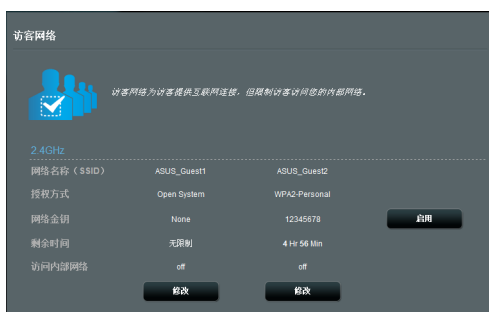 访客网络
访客网络为访客提供互联网连接，但限制访客访问您的内部网络。
2.4GHz
网络名称（SSID） ASUS_Guest1 ASUS_Guest2
授权方式 Open System WPA2-Personal
网络金钥 None 12345678 启用
剩余时间 无限制 4 Hr 56 Min
访问内部网络 off off
修改 修改